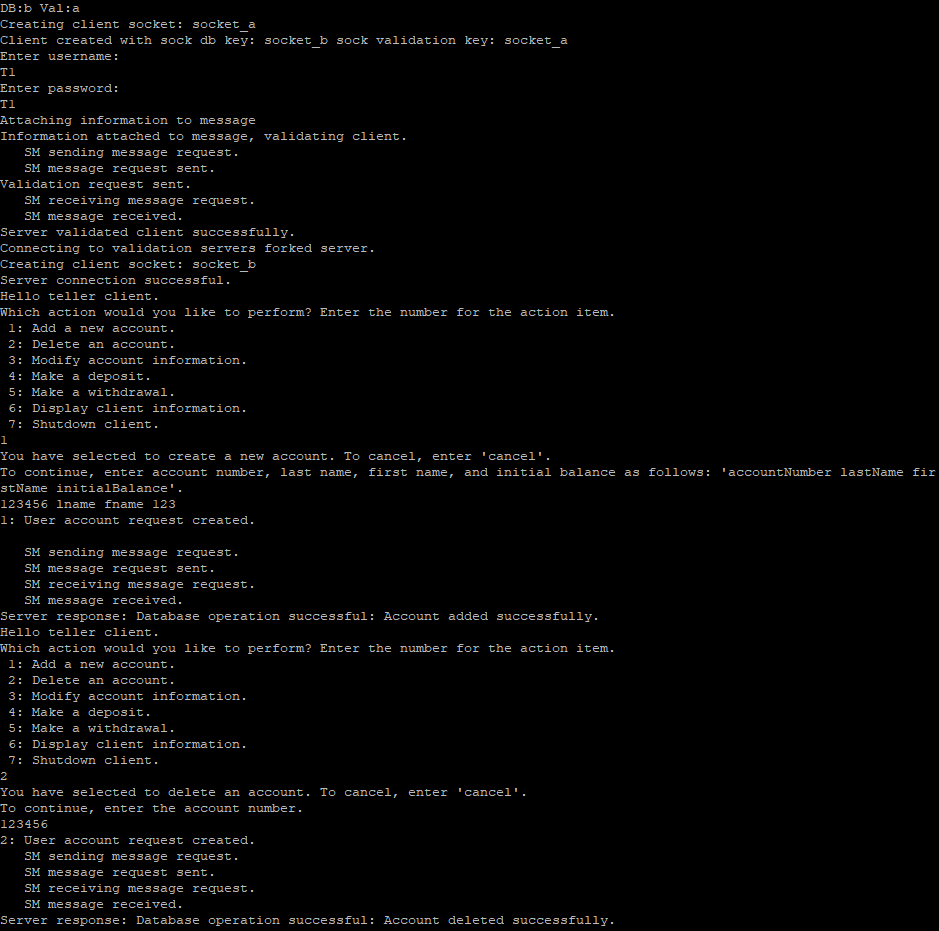 DB:b Val:a
Creating client socket: socket_a
Client created with sock db key: socket_b sock validation key: socket_a
Enter username:
T1
Enter password:
T1
Attaching information to message
Information attached to message, validating client.
   SM sending message request.
   SM message request sent.
Validation request sent.
   SM receiving message request.
   SM message received.
Server validated client successfully.
Connecting to validation servers forked server.
Creating client socket: socket_b
Server connection successful.
Hello teller client.
Which action would you like to perform? Enter the number for the action item.
 1: Add a new account.
 2: Delete an account.
 3: Modify account information.
 4: Make a deposit.
 5: Make a withdrawal.
 6: Display client information.
 7: Shutdown client.
1
You have selected to create a new account. To cancel, enter 'cancel'.
To continue, enter account number, last name, first name, and initial balance as follows: 'accountNumber lastName fir
stName initialBalance'.
123456 lname fname 123
1: User account request created.

   SM sending message request.
   SM message request sent.
   SM receiving message request.
   SM message received.
Server response: Database operation successful: Account added successfully.
Hello teller client.
Which action would you like to perform? Enter the number for the action item.
 1: Add a new account.
 2: Delete an account.
 3: Modify account information.
 4: Make a deposit.
 5: Make a withdrawal.
 6: Display client information.
 7: Shutdown client.
2
You have selected to delete an account. To cancel, enter 'cancel'.
To continue, enter the account number.
123456
2: User account request created.
   SM sending message request.
   SM message request sent.
   SM receiving message request.
   SM message received.
Server response: Database operation successful: Account deleted successfully.